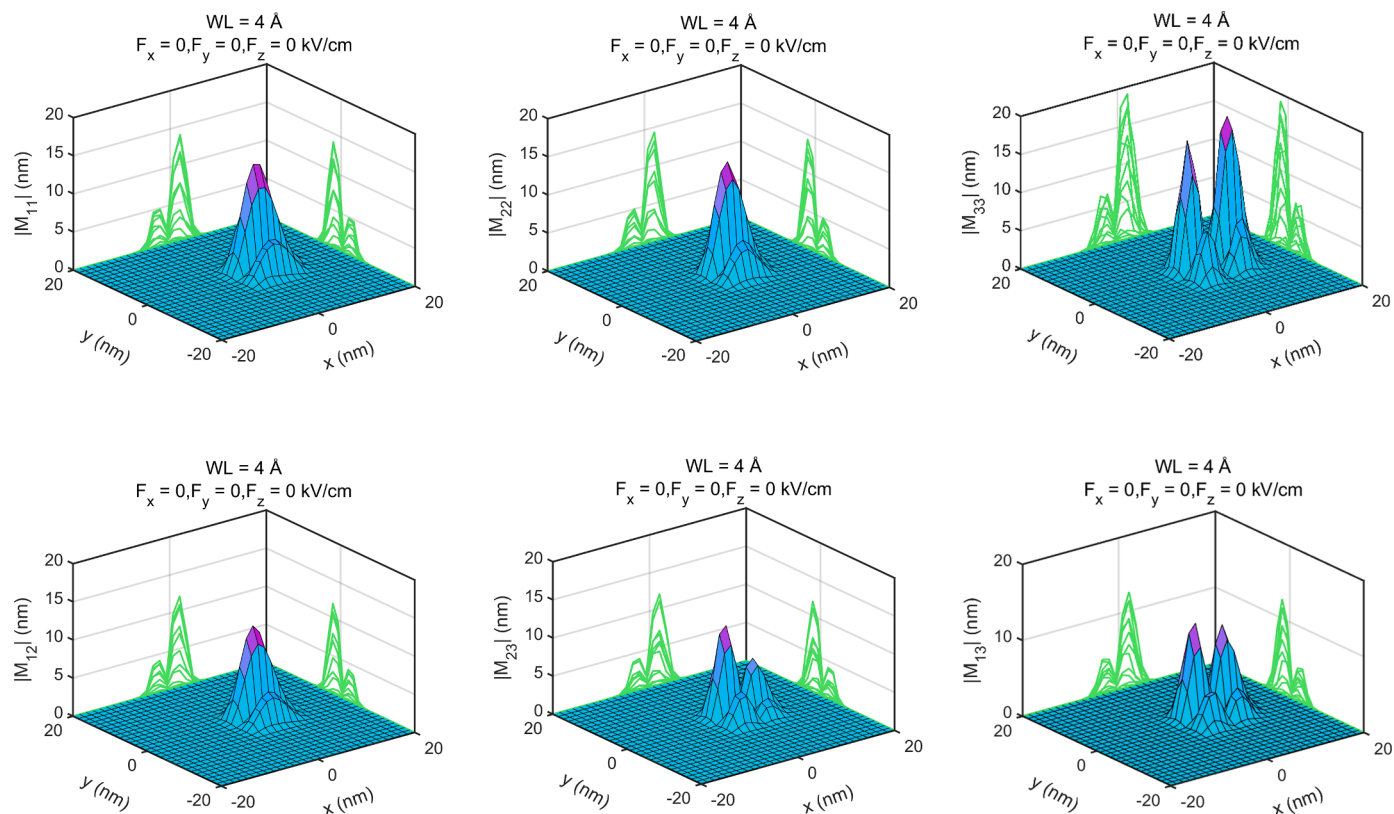 WL = 4 Å
F_x = 0,F_y = 0,F_z = 0 kV/cm
|M_11| (nm)
20
15
10
5
0
20
0
-20
y (nm)
-20
0
20
x (nm)
WL = 4 Å
F_x = 0,F_y = 0,F_z = 0 kV/cm
|M_22| (nm)
20
15
10
5
0
20
0
-20
y (nm)
-20
0
20
x (nm)
WL = 4 Å
F_x = 0,F_y = 0,F_z = 0 kV/cm
|M_33| (nm)
20
15
10
5
0
20
0
-20
y (nm)
-20
0
20
x (nm)
WL = 4 Å
F_x = 0,F_y = 0,F_z = 0 kV/cm
|M_12| (nm)
20
15
10
5
0
20
0
-20
y (nm)
-20
0
20
x (nm)
WL = 4 Å
F_x = 0,F_y = 0,F_z = 0 kV/cm
|M_23| (nm)
20
15
10
5
0
20
0
-20
y (nm)
-20
0
20
x (nm)
WL = 4 Å
F_x = 0,F_y = 0,F_z = 0 kV/cm
|M_13| (nm)
20
10
0
20
0
-20
y (nm)
-20
0
20
x (nm)